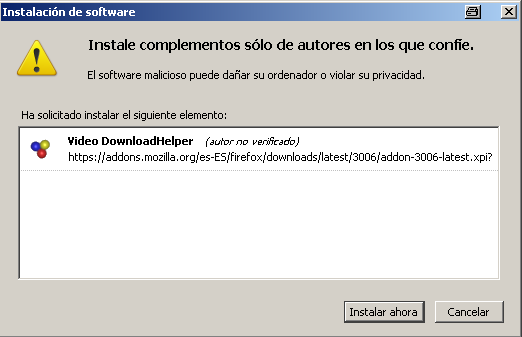 Instalación de software
Instale complementos sólo de autores en los que confíe.
El software malicioso puede dañar su ordenador o violar su privacidad.
Ha solicitado instalar el siguiente elemento:
Video DownloadHelper (autor no verificado)
https://addons.mozilla.org/es-ES/firefox/downloads/latest/3006/addon-3006-latest.xpi?
Instalar ahora
Cancelar